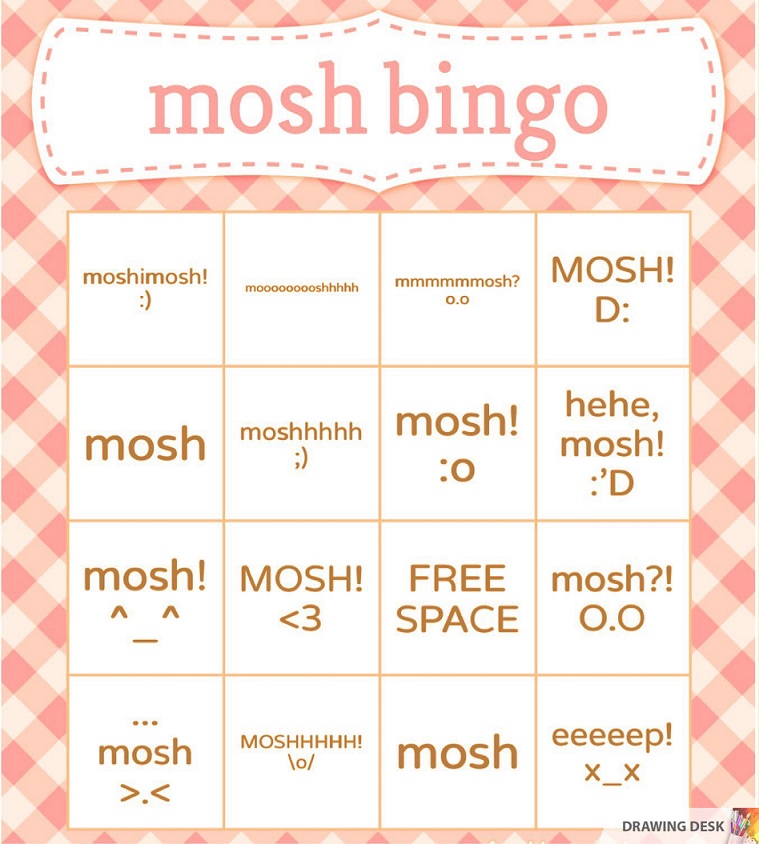 mosh bingo
moshimosh!
:)
mooooooooshhhhh
mmmmmmosh?
o.o
MOSH!
D:
mosh
moshhhhh
;)
mosh!
:o
hehe,
mosh!
:’D
mosh!
^_^
MOSH!
<3
FREE
SPACE
mosh?!
O.O
...
mosh
>.<
MOSHHHHH!
\o/
mosh
eeeeep!
x_x
DRAWING DESK